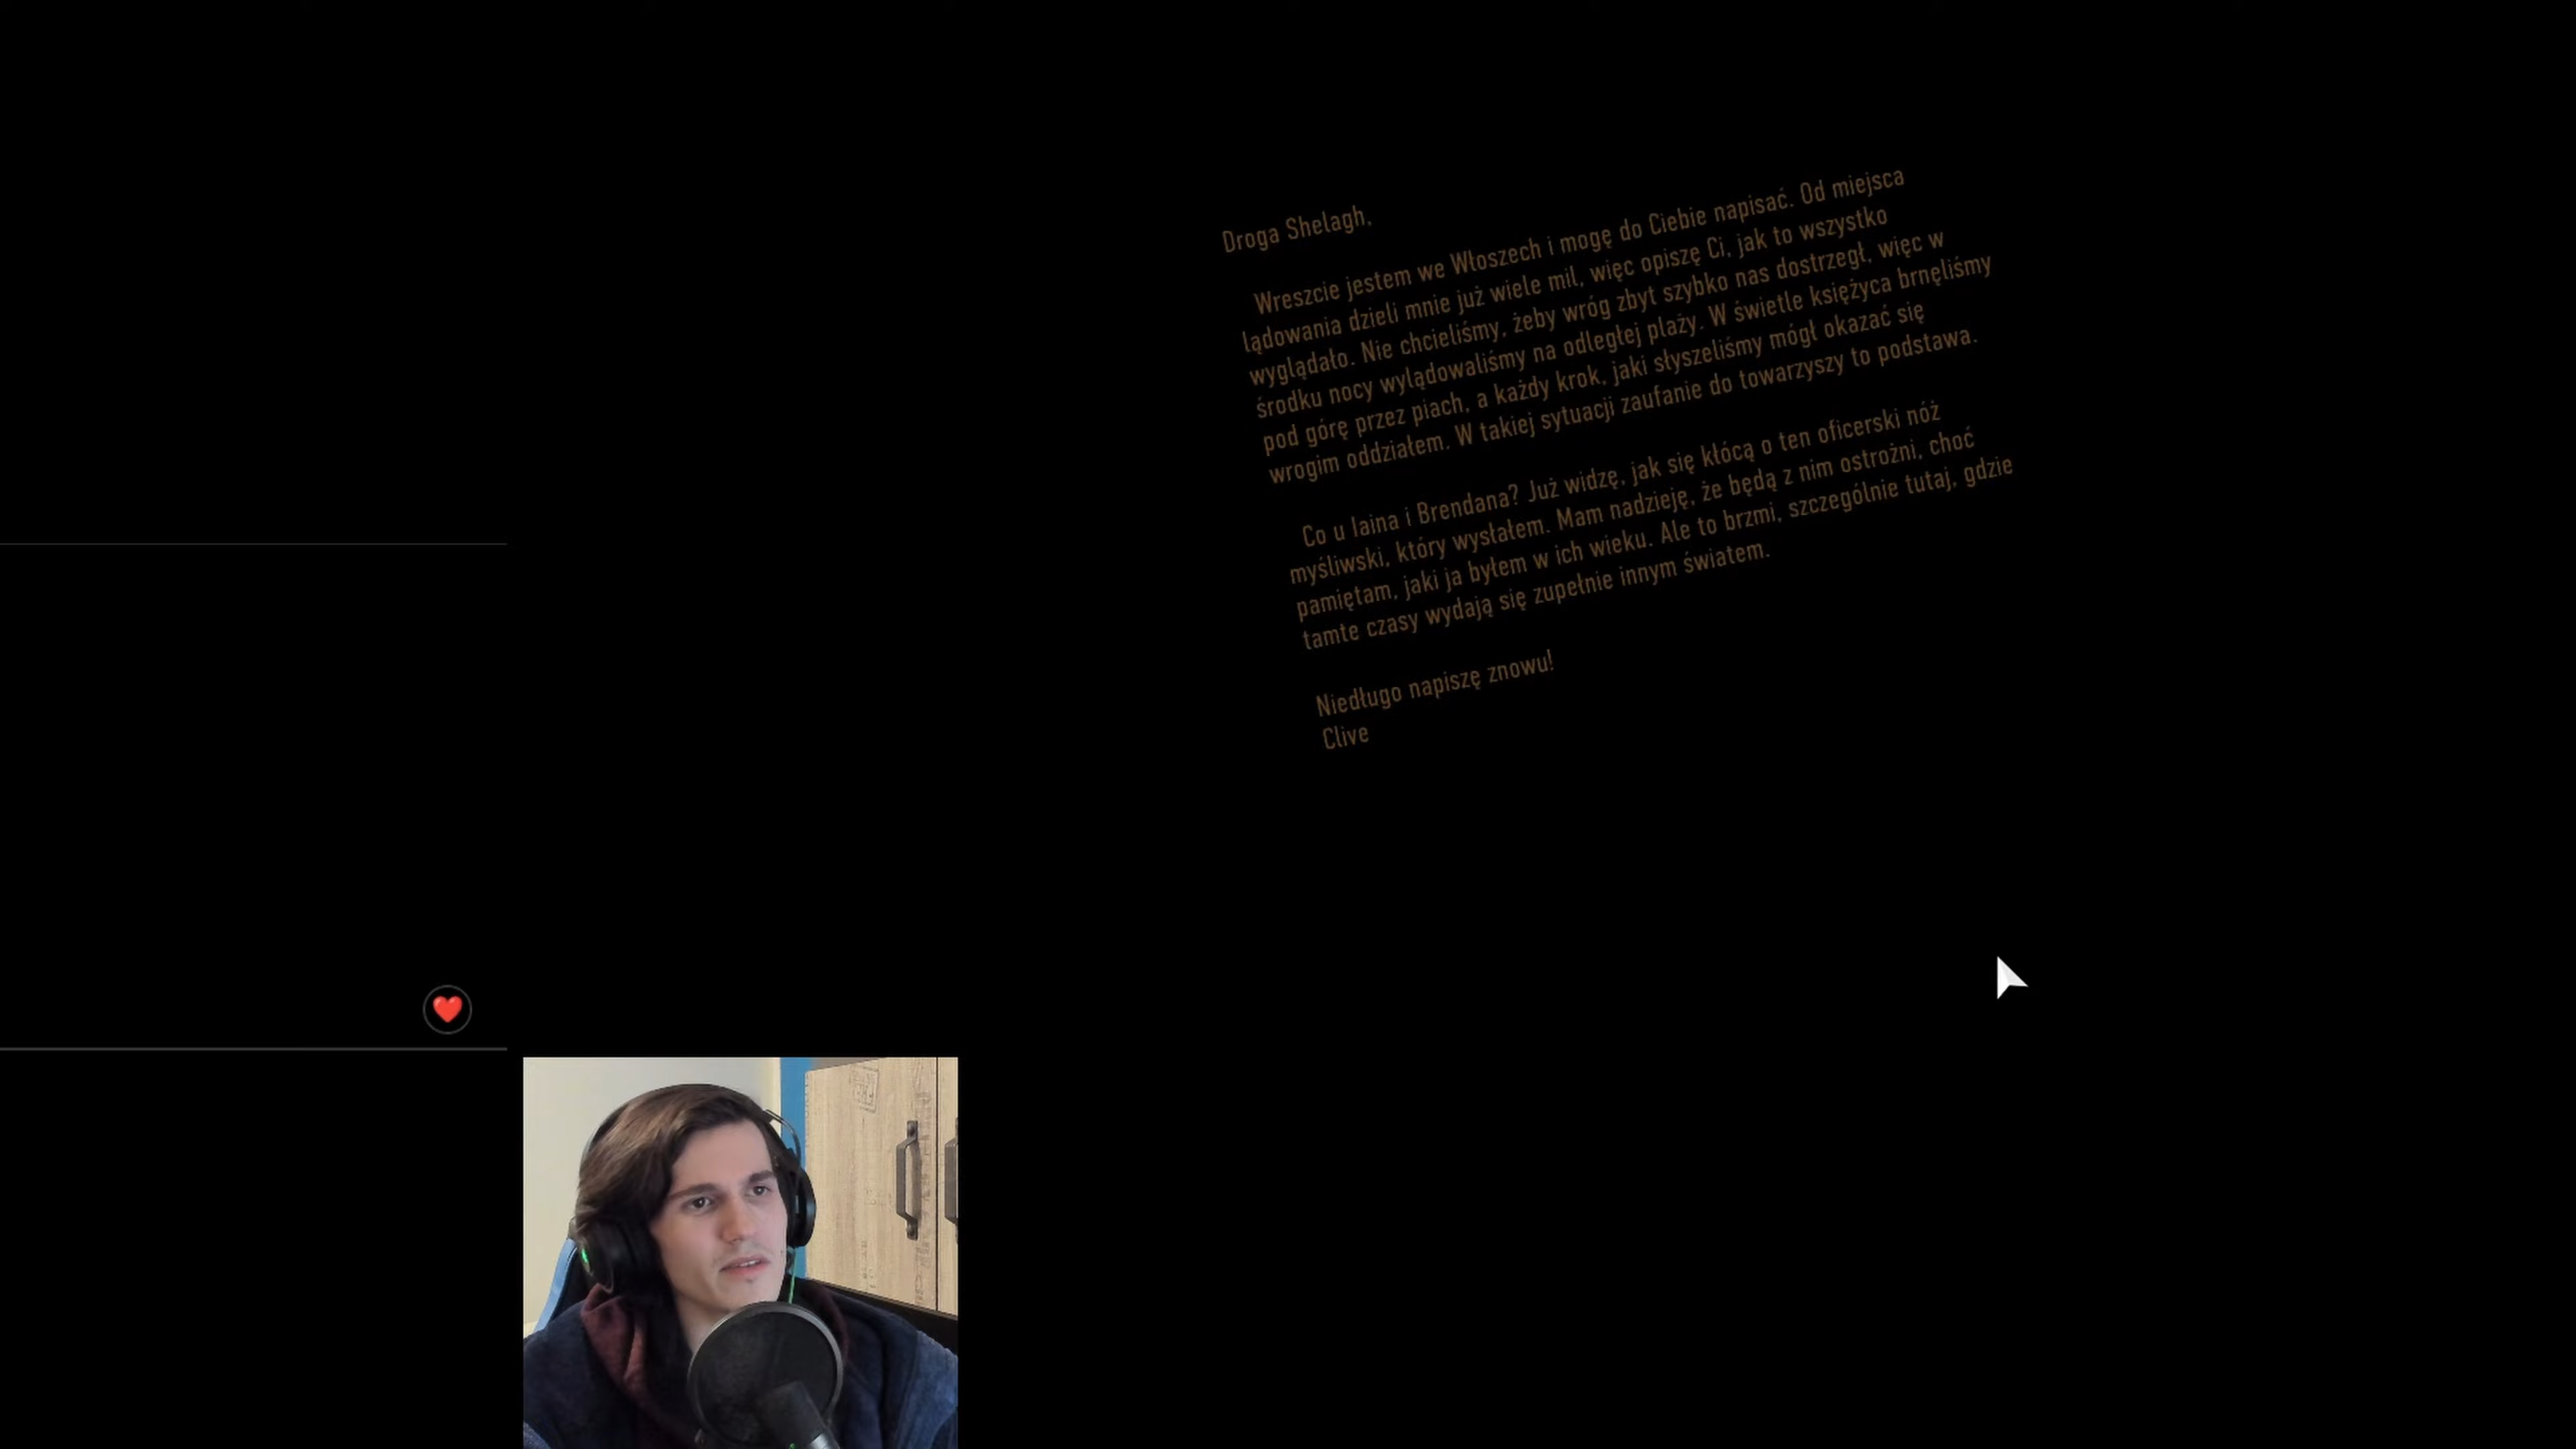 Droga Shelagh,
Wreszcie jestem we Włoszech i mogę do Ciebie napisać. Od miejsca
lądowania dzieli mnie już wiele mil, więc opiszę Ci, jak to wszystko
wyglądało. Nie chcieliśmy, żeby wróg zbyt szybko nas dostrzegł, więc w
środku nocy wylądowaliśmy na odległej plaży. W świetle księżyca brnęliśmy
pod górę przez piach, a każdy krok, jaki słyszeliśmy mógł okazać się
wrogim oddziałem. W takiej sytuacji zaufanie do towarzyszy to podstawa.
Co u Iaina i Brendana? Już widzę, jak się kłócą o ten oficerski nóż
myśliwski, który wysłałem. Mam nadzieję, że będą z nim ostrożni, choć
pamiętam, jaki ja byłem w ich wieku. Ale to brzmi, szczególnie tutaj, gdzie
tamte czasy wydają się zupełnie innym światem.
Niedługo napiszę znowu!
Clive